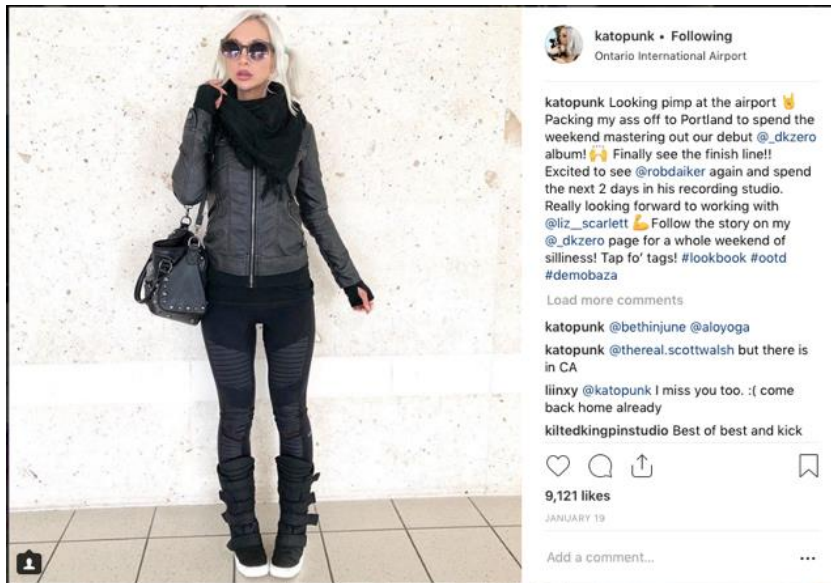 katopunk • Following
Ontario International Airport
katopunk Looking pimp at the airport 🤘
Packing my ass off to Portland to spend the
weekend mastering out our debut @_dkzero
album! 🙌 Finally see the finish line!!
Excited to see @robdaiker again and spend
the next 2 days in his recording studio.
Really looking forward to working with
@liz__scarlett 💪Follow the story on my
@_dkzero page for a whole weekend of
silliness! Tap fo' tags! #lookbook #ootd
#demobaza
Load more comments
katopunk @bethinjune @aloyoga
katopunk @thereal.scottwalsh but there is
in CA
liinxy @katopunk I miss you too. :( come
back home already
kiltedkingpinstudio Best of best and kick
9,121 likes
JANUARY 19
Add a comment...